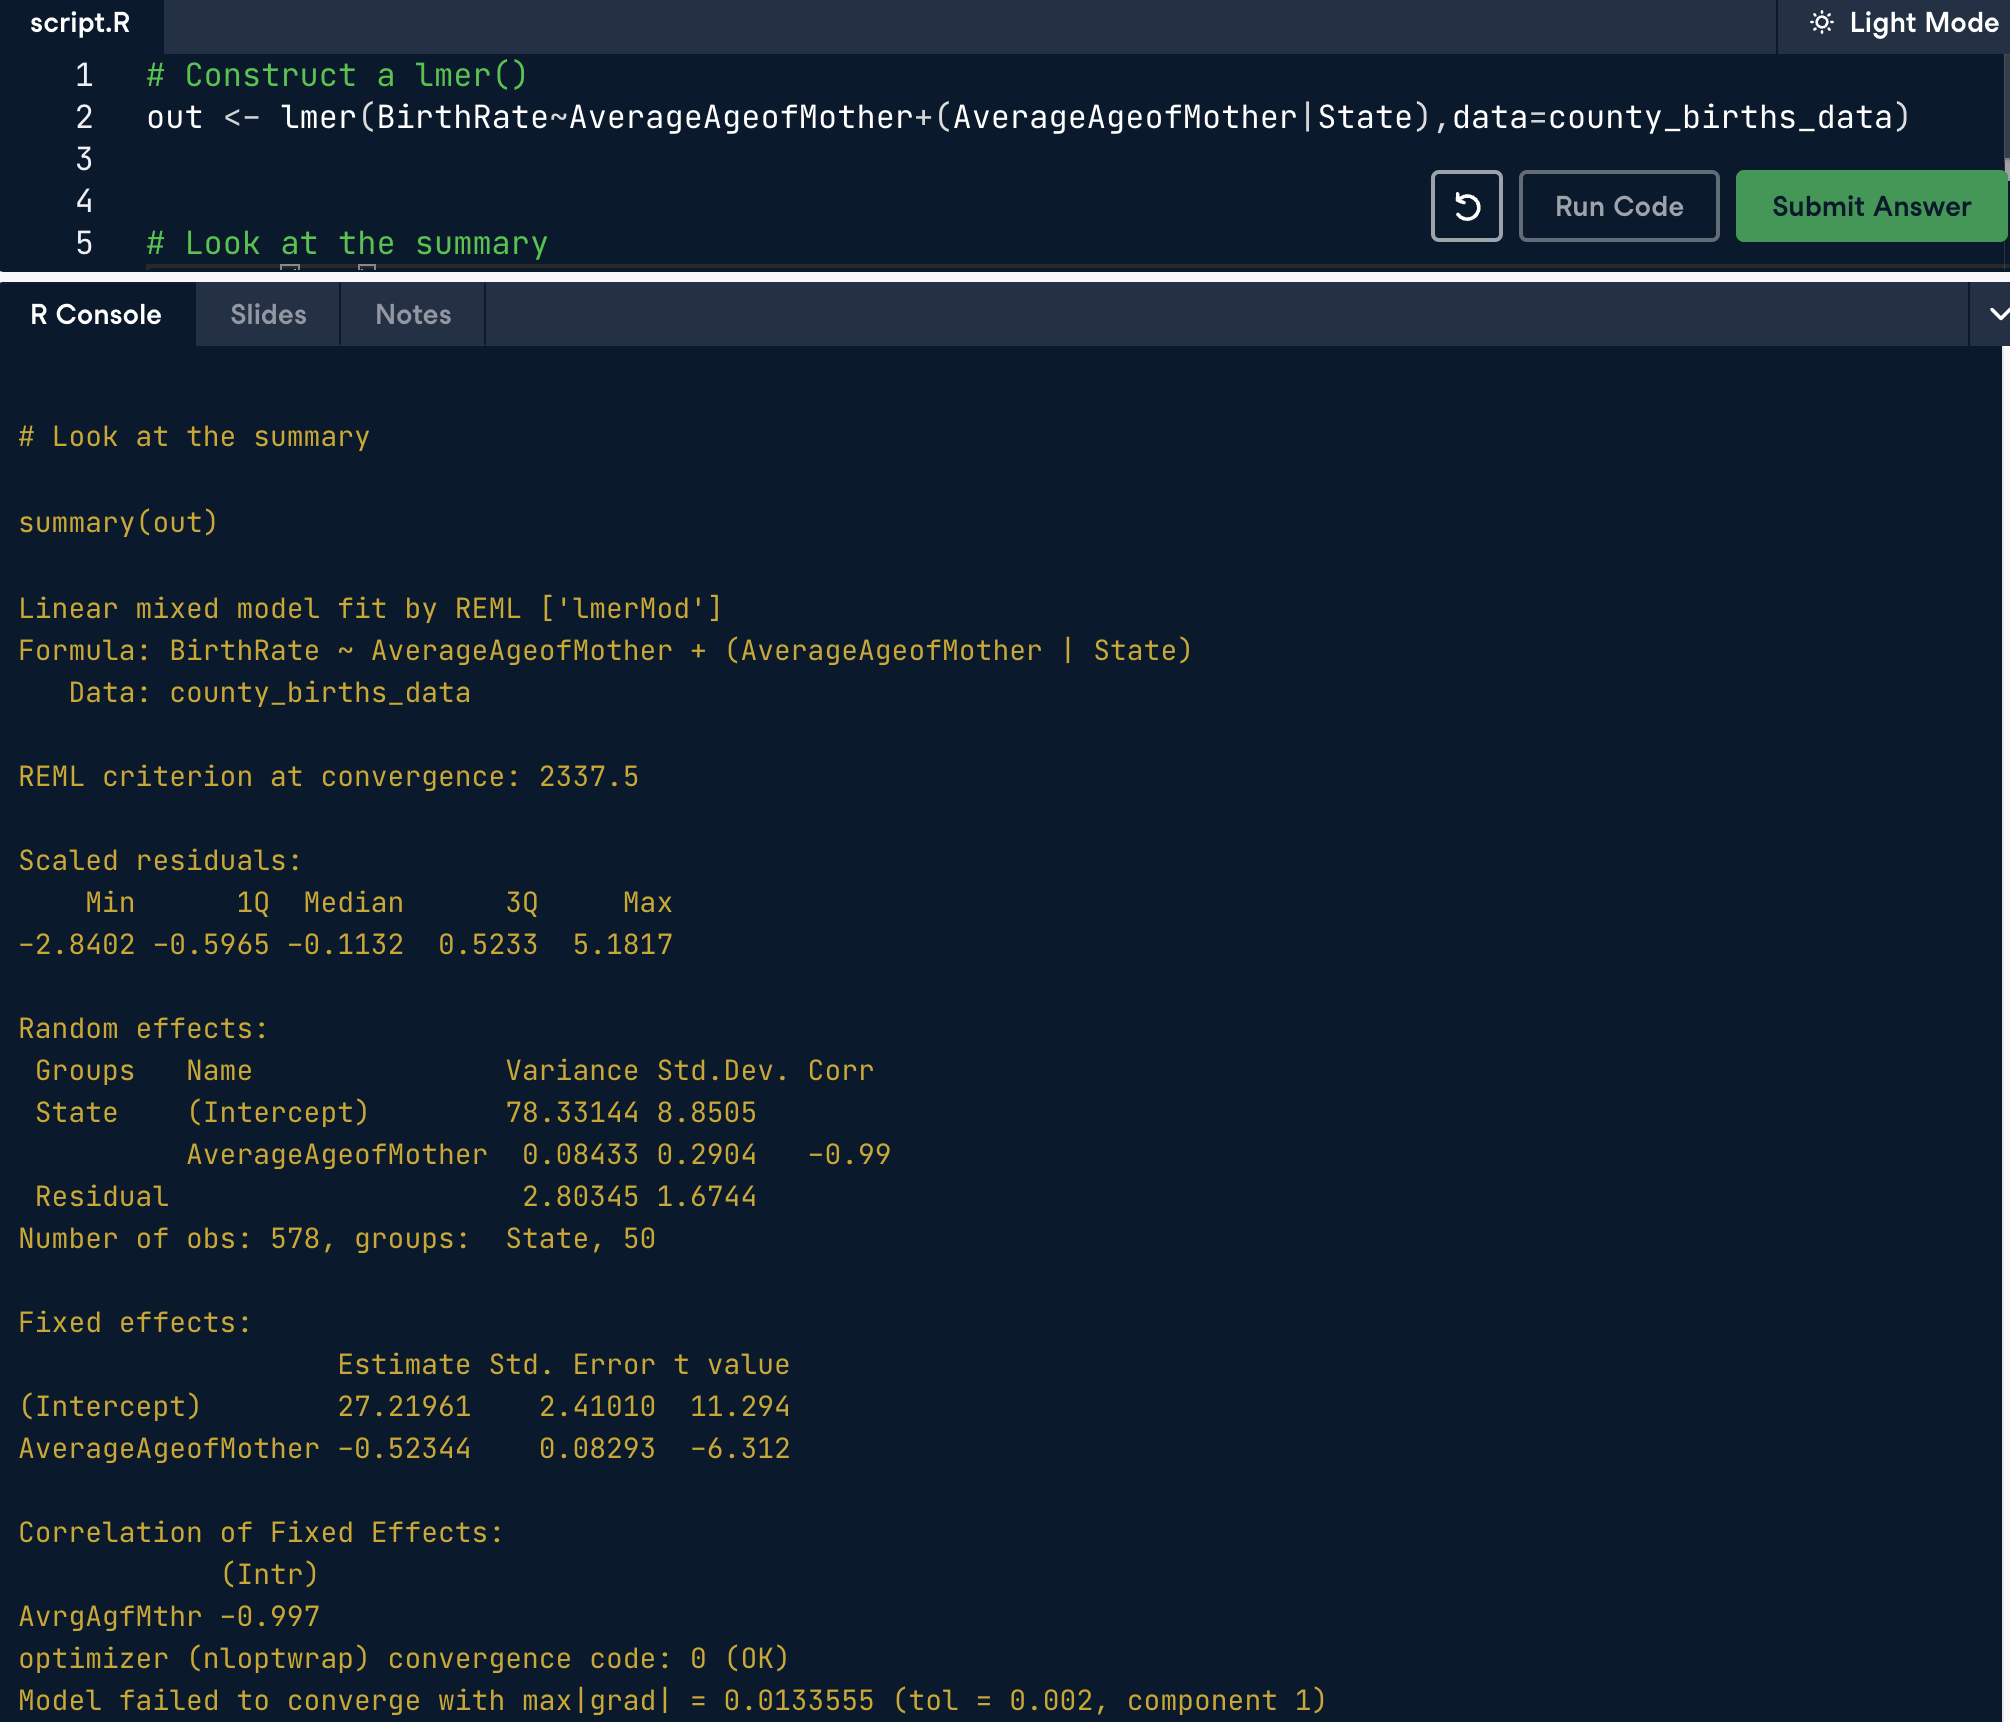 script.R
Light Mode
1 # Construct a lmer()
2 out <- lmer(BirthRate~AverageAgeofMother+(AverageAgeofMother|State),data=county_births_data)
3
4
Run Code
Submit Answer
5 # Look at the summary
R Console Slides Notes
# Look at the summary
summary(out)
Linear mixed model fit by REML ['lmerMod']
Formula: BirthRate ~ AverageAgeofMother + (AverageAgeofMother | State)
   Data: county_births_data
REML criterion at convergence: 2337.5
Scaled residuals:
    Min      1Q  Median      3Q     Max
-2.8402 -0.5965 -0.1132  0.5233  5.1817
Random effects:
 Groups   Name               Variance Std.Dev. Corr
 State    (Intercept)        78.33144 8.8505
          AverageAgeofMother  0.08433 0.2904   -0.99
 Residual                     2.80345 1.6744
Number of obs: 578, groups:  State, 50
Fixed effects:
                   Estimate Std. Error t value
(Intercept)        27.21961    2.41010  11.294
AverageAgeofMother -0.52344    0.08293  -6.312
Correlation of Fixed Effects:
            (Intr)
AvrgAgfMthr -0.997
optimizer (nloptwrap) convergence code: 0 (OK)
Model failed to converge with max|grad| = 0.0133555 (tol = 0.002, component 1)